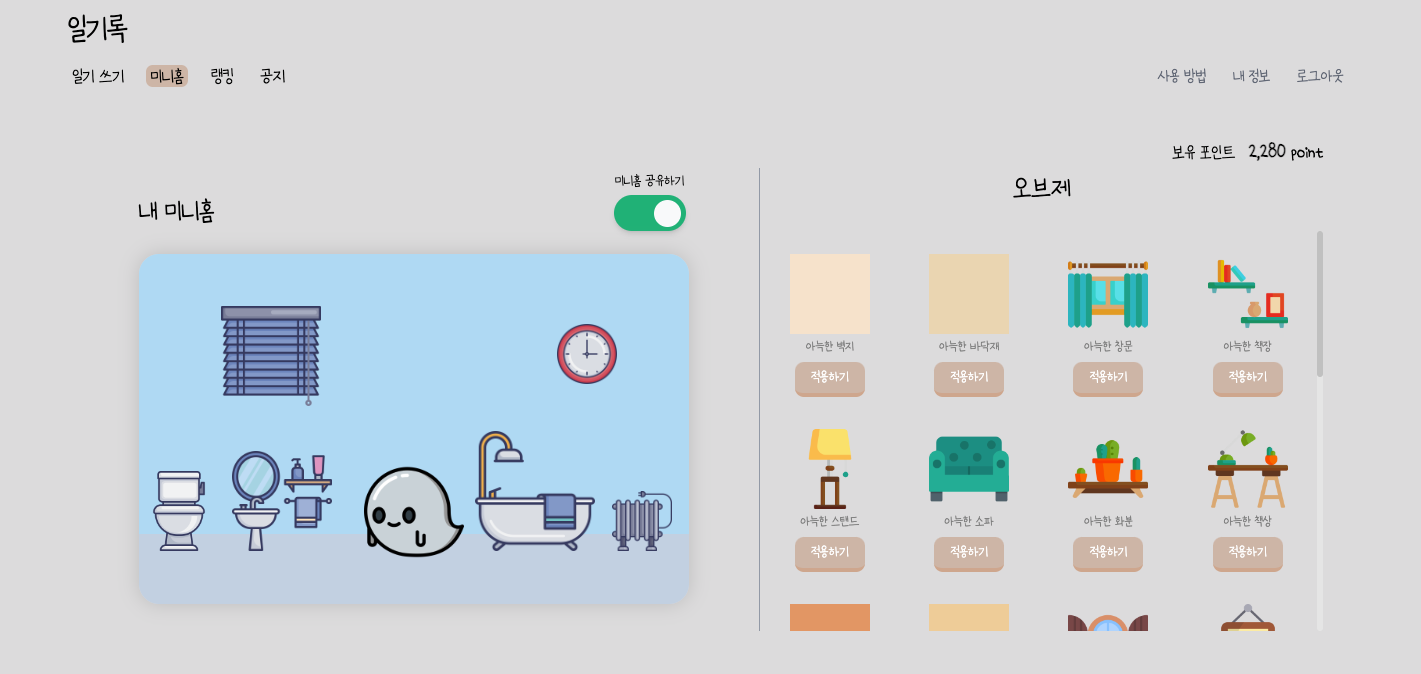 일기록
일기 쓰기 미니홈 랭킹 공지 사용 방법 내 정보 로그아웃
보유 포인트 2,280 point
미니홈 공유하기
내 미니홈
오브제
아늑한 벽지 아늑한 바닥재 아늑한 창문 아늑한 책장
적용하기 적용하기 적용하기 적용하기
아늑한 스탠드 아늑한 소파 아늑한 화분 아늑한 책상
적용하기 적용하기 적용하기 적용하기